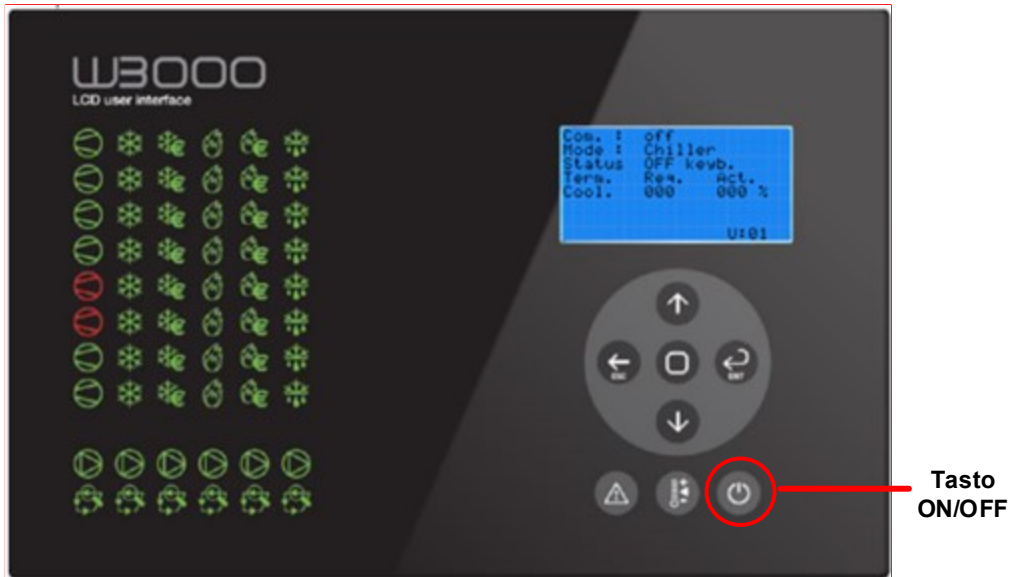 W3000
LCD user interface
Com. : off
Mode : Chiller
Status OFF keyb.
Term. Req. Act.
Cool. 000 000 %
U:01
ESC
ENT
Tasto
ON/OFF